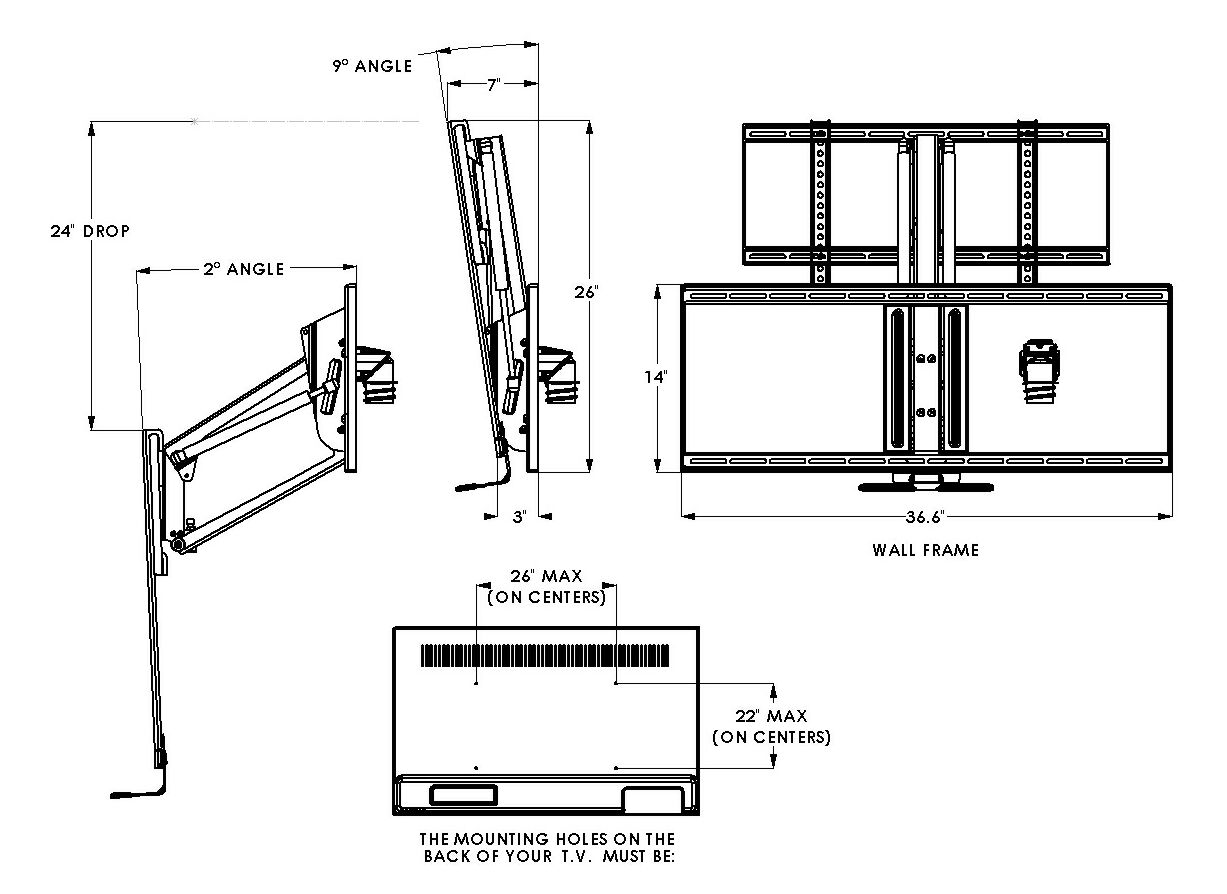 9° ANGLE
7"
24" DROP
2° ANGLE
26"
14"
3"
36.6"
WALL FRAME
26" MAX
(ON CENTERS)
22" MAX
(ON CENTERS)
THE MOUNTING HOLES ON THE
BACK OF YOUR T.V. MUST BE: